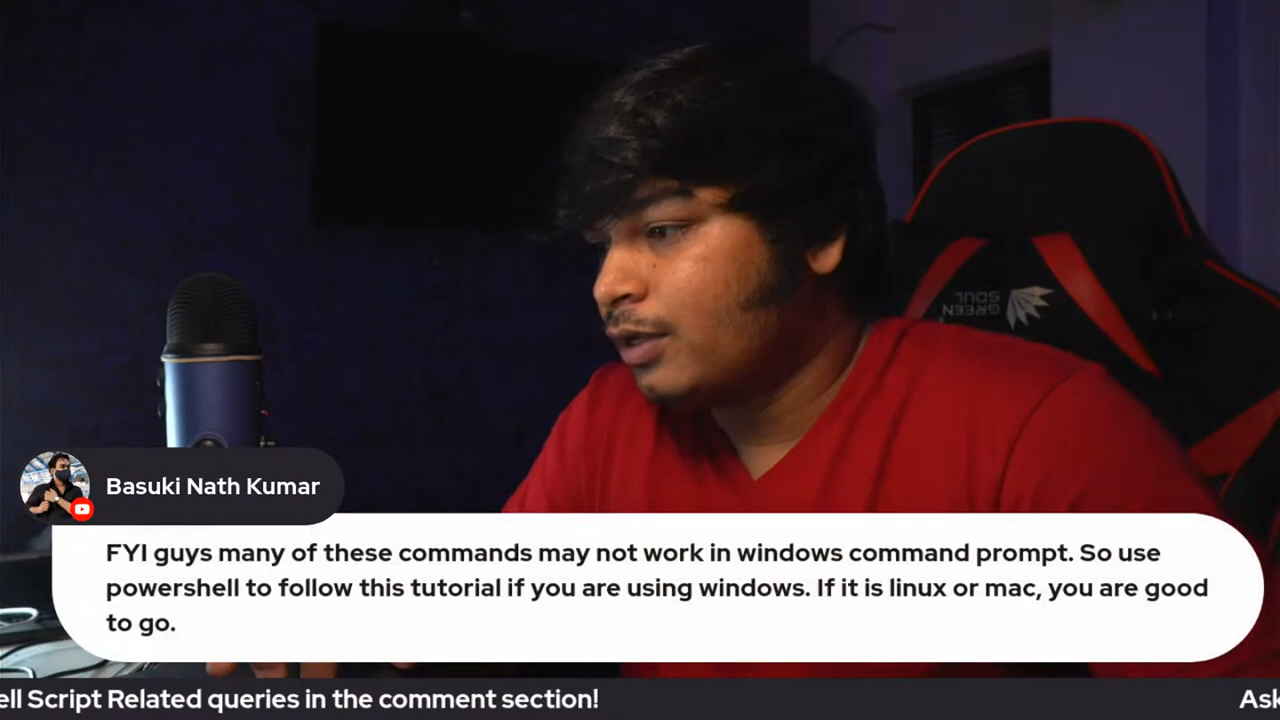 GREEN
SOUL
Basuki Nath Kumar
FYI guys many of these commands may not work in windows command prompt. So use
powershell to follow this tutorial if you are using windows. If it is linux or mac, you are good
to go.
ell Script Related queries in the comment section!
Ask